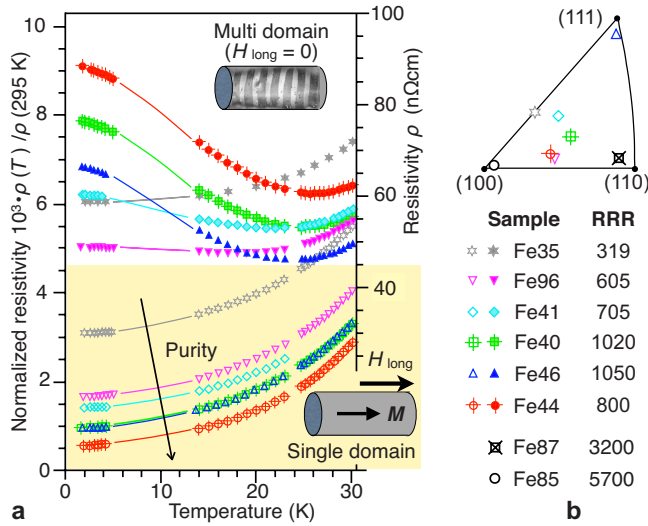 Normalized resistivity 10³•ρ (T) /ρ (295 K)
10
8
6
4
2
0
0
10
20
30
Temperature (K)
100
80
60
40
Resistivity ρ (nΩcm)
Multi domain
(H long = 0)
Purity
H long
M
Single domain
a
(111)
(100)
(110)
Sample RRR
Fe35 319
Fe96 605
Fe41 705
Fe40 1020
Fe46 1050
Fe44 800
Fe87 3200
Fe85 5700
b